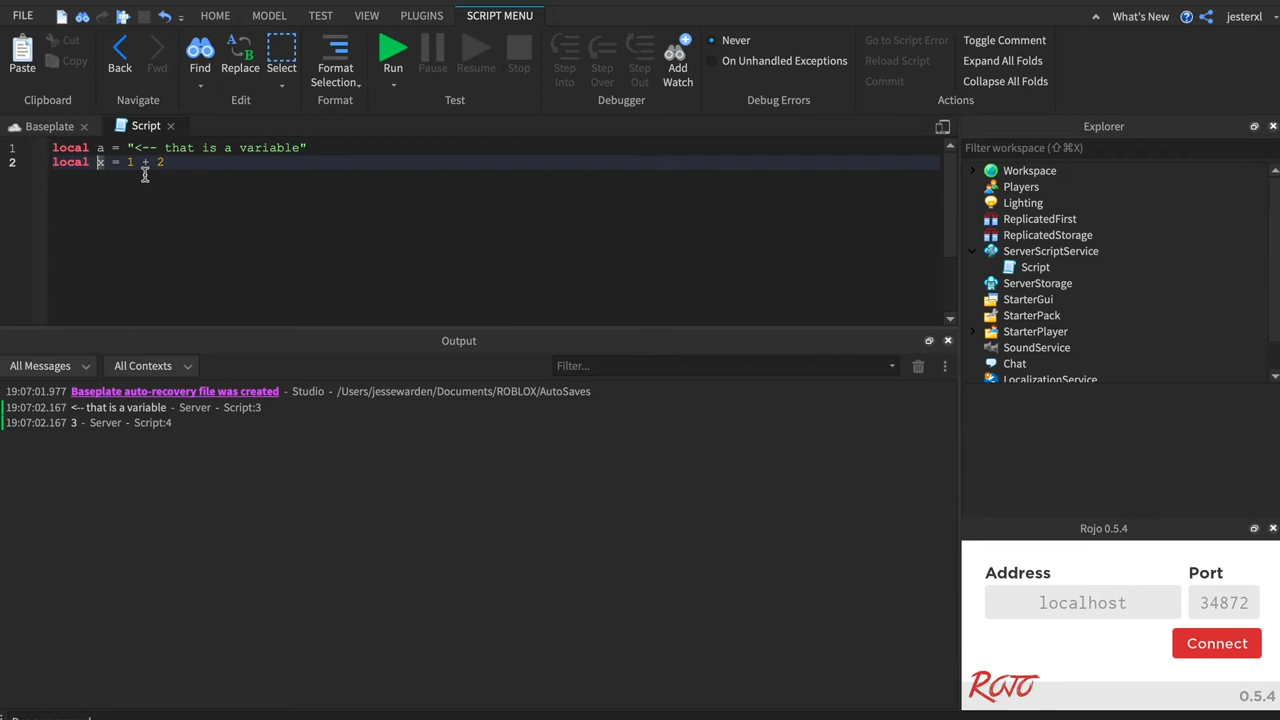 FILE HOME MODEL TEST VIEW PLUGINS SCRIPT MENU What's New jesterxl
Paste Cut Copy Back Fwd Find Replace Select Format Selection Run Pause Resume Stop Step Into Step Over Step Out Add Watch Never On Unhandled Exceptions Go to Script Error Reload Script Commit Toggle Comment Expand All Folds Collapse All Folds
Clipboard Navigate Edit Format Test Debugger Debug Errors Actions
Baseplate Script
1 local a = "<-- that is a variable"
2 local x = 1 + 2
Explorer
Filter workspace (⇧⌘X)
Workspace
Players
Lighting
ReplicatedFirst
ReplicatedStorage
ServerScriptService
Script
ServerStorage
StarterGui
StarterPack
StarterPlayer
SoundService
Chat
LocalizationService
Output
All Messages All Contexts Filter...
19:07:01.977 Baseplate auto-recovery file was created - Studio - /Users/jessewarden/Documents/ROBLOX/AutoSaves
19:07:02.167 <-- that is a variable - Server - Script:3
19:07:02.167 3 - Server - Script:4
Rojo 0.5.4
Address Port
localhost 34872
Connect
ROJO 0.5.4